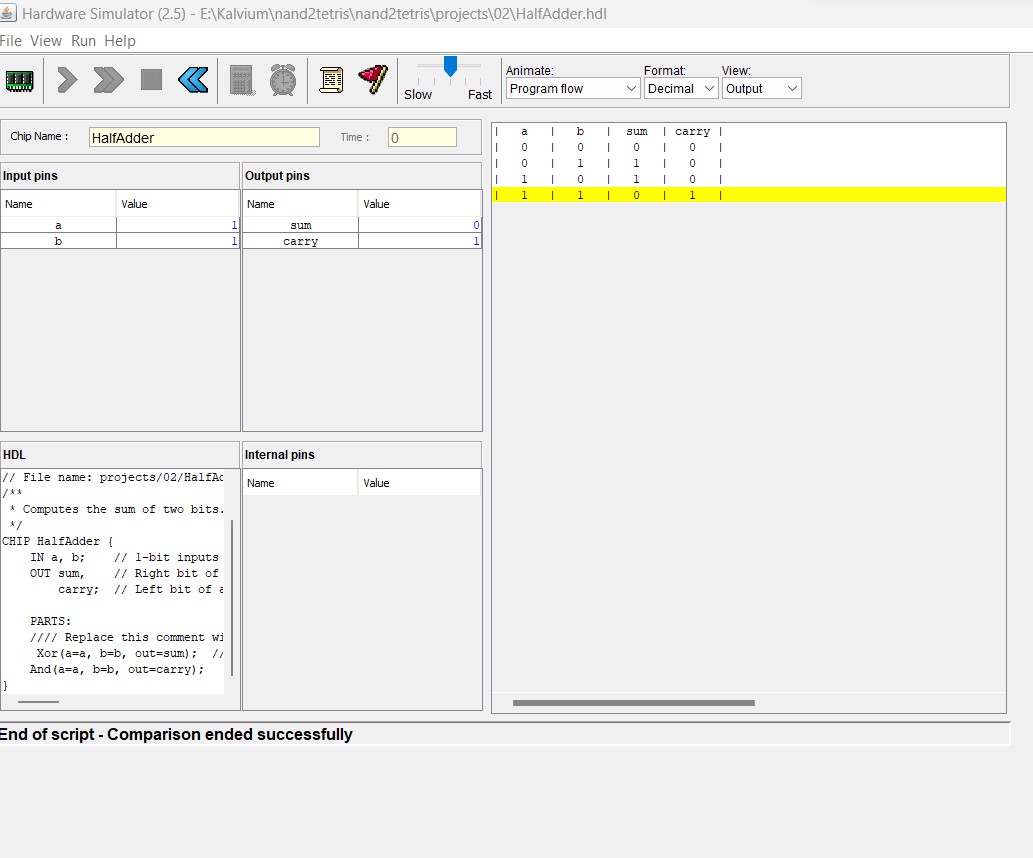 Hardware Simulator (2.5) - E:\Kalvium\nand2tetris\nand2tetris\projects\02\HalfAdder.hdl
File View Run Help
Slow Fast
Animate: Format: View:
Program flow Decimal Output
Chip Name : HalfAdder Time : 0
Input pins
Name Value
a 1
b 1
Output pins
Name Value
sum 0
carry 1
HDL
// File name: projects/02/HalfAd
/**
 * Computes the sum of two bits.
 */
CHIP HalfAdder {
    IN a, b;    // 1-bit inputs
    OUT sum,    // Right bit of
        carry;  // Left bit of a
    PARTS:
    //// Replace this comment wi
     Xor(a=a, b=b, out=sum);  //
    And(a=a, b=b, out=carry);
}
Internal pins
Name Value
| a | b | sum | carry |
| 0 | 0 | 0 | 0 |
| 0 | 1 | 1 | 0 |
| 1 | 0 | 1 | 0 |
| 1 | 1 | 0 | 1 |
End of script - Comparison ended successfully